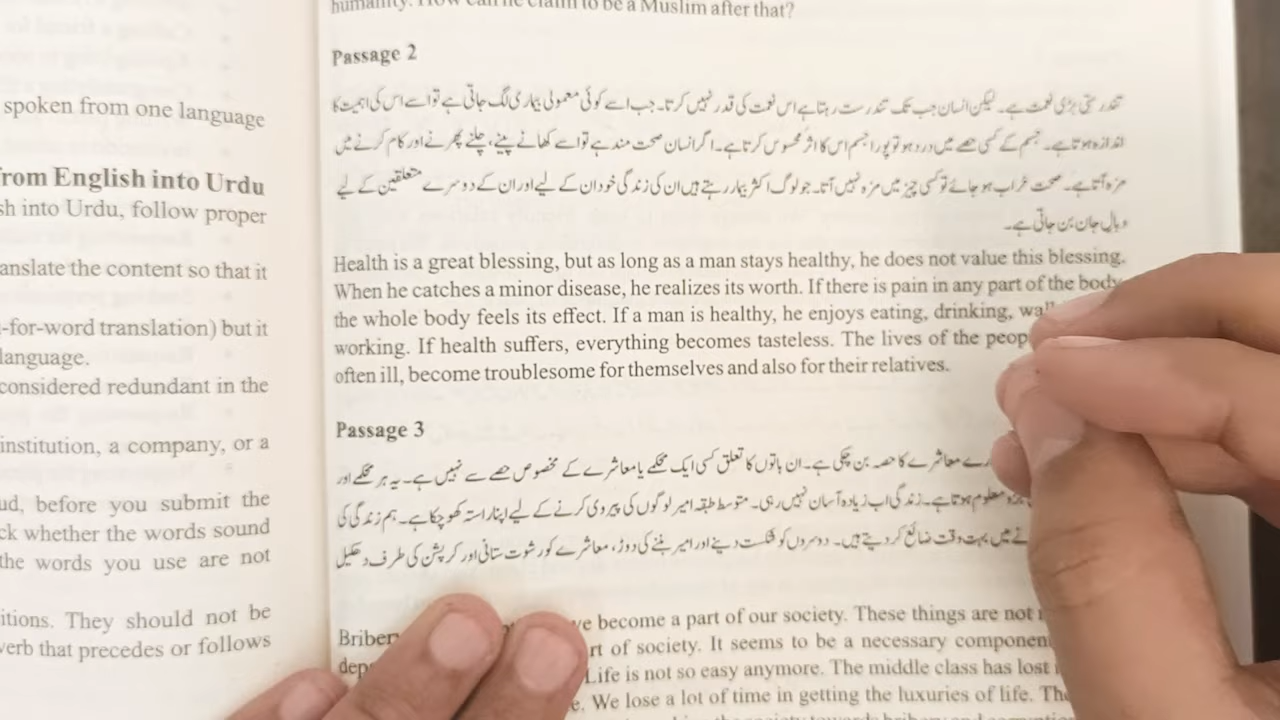 spoken from one language
from English into Urdu
sh into Urdu, follow proper
anslate the content so that it
-for-word translation) but it
language.
considered redundant in the
institution, a company, or a
ud, before you submit the
ck whether the words sound
the words you use are not
itions. They should not be
verb that precedes or follows
humanity. How can he claim to be a Muslim after that?
Passage 2
تندرستی بڑی نعمت ہے۔ لیکن انسان جب تک تندرست رہتا ہے اس نعمت کی قدر نہیں کرتا۔ جب اسے کوئی معمولی بیماری لگ جاتی ہے تو اسے اس کی اہمیت کا
اندازہ ہوتا ہے۔ جسم کے کسی حصے میں درد ہو تو پورا جسم اس کا اثر محسوس کرتا ہے۔ اگر انسان صحت مند ہے تو اسے کھانے پینے، چلنے پھرنے اور کام کرنے میں
مزہ آتا ہے۔ صحت خراب ہو جائے تو کسی چیز میں مزہ نہیں آتا۔ جو لوگ اکثر بیمار رہتے ہیں ان کی زندگی خود ان کے لیے اور ان کے دوسرے متعلقین کے لیے
وبالِ جان بن جاتی ہے۔
Health is a great blessing, but as long as a man stays healthy, he does not value this blessing.
When he catches a minor disease, he realizes its worth. If there is pain in any part of the body
the whole body feels its effect. If a man is healthy, he enjoys eating, drinking,
working. If health suffers, everything becomes tasteless. The lives of the peop
often ill, become troublesome for themselves and also for their relatives.
Passage 3
معاشرے کا حصہ بن چکی ہے۔ ان باتوں کا تعلق کسی ایک محکمے یا معاشرے کے مخصوص حصے سے نہیں ہے۔ یہ ہر محکمے اور
معلوم ہوتا ہے۔ زندگی اب زیادہ آسان نہیں رہی۔ متوسط طبقہ امیر لوگوں کی پیروی کرنے کے لیے اپنا راستہ کھو چکا ہے۔ ہم زندگی کی
نے میں بہت وقت ضائع کر دیتے ہیں۔ دوسروں کو شکست دینے اور امیر بننے کی دوڑ، معاشرے کو رشوت ستانی اور کرپشن کی طرف دھکیل
Briber ve become a part of our society. These things are not
dep rt of society. It seems to be a necessary componen
Life is not so easy anymore. The middle class has lost
e. We lose a lot of time in getting the luxuries of life. Th